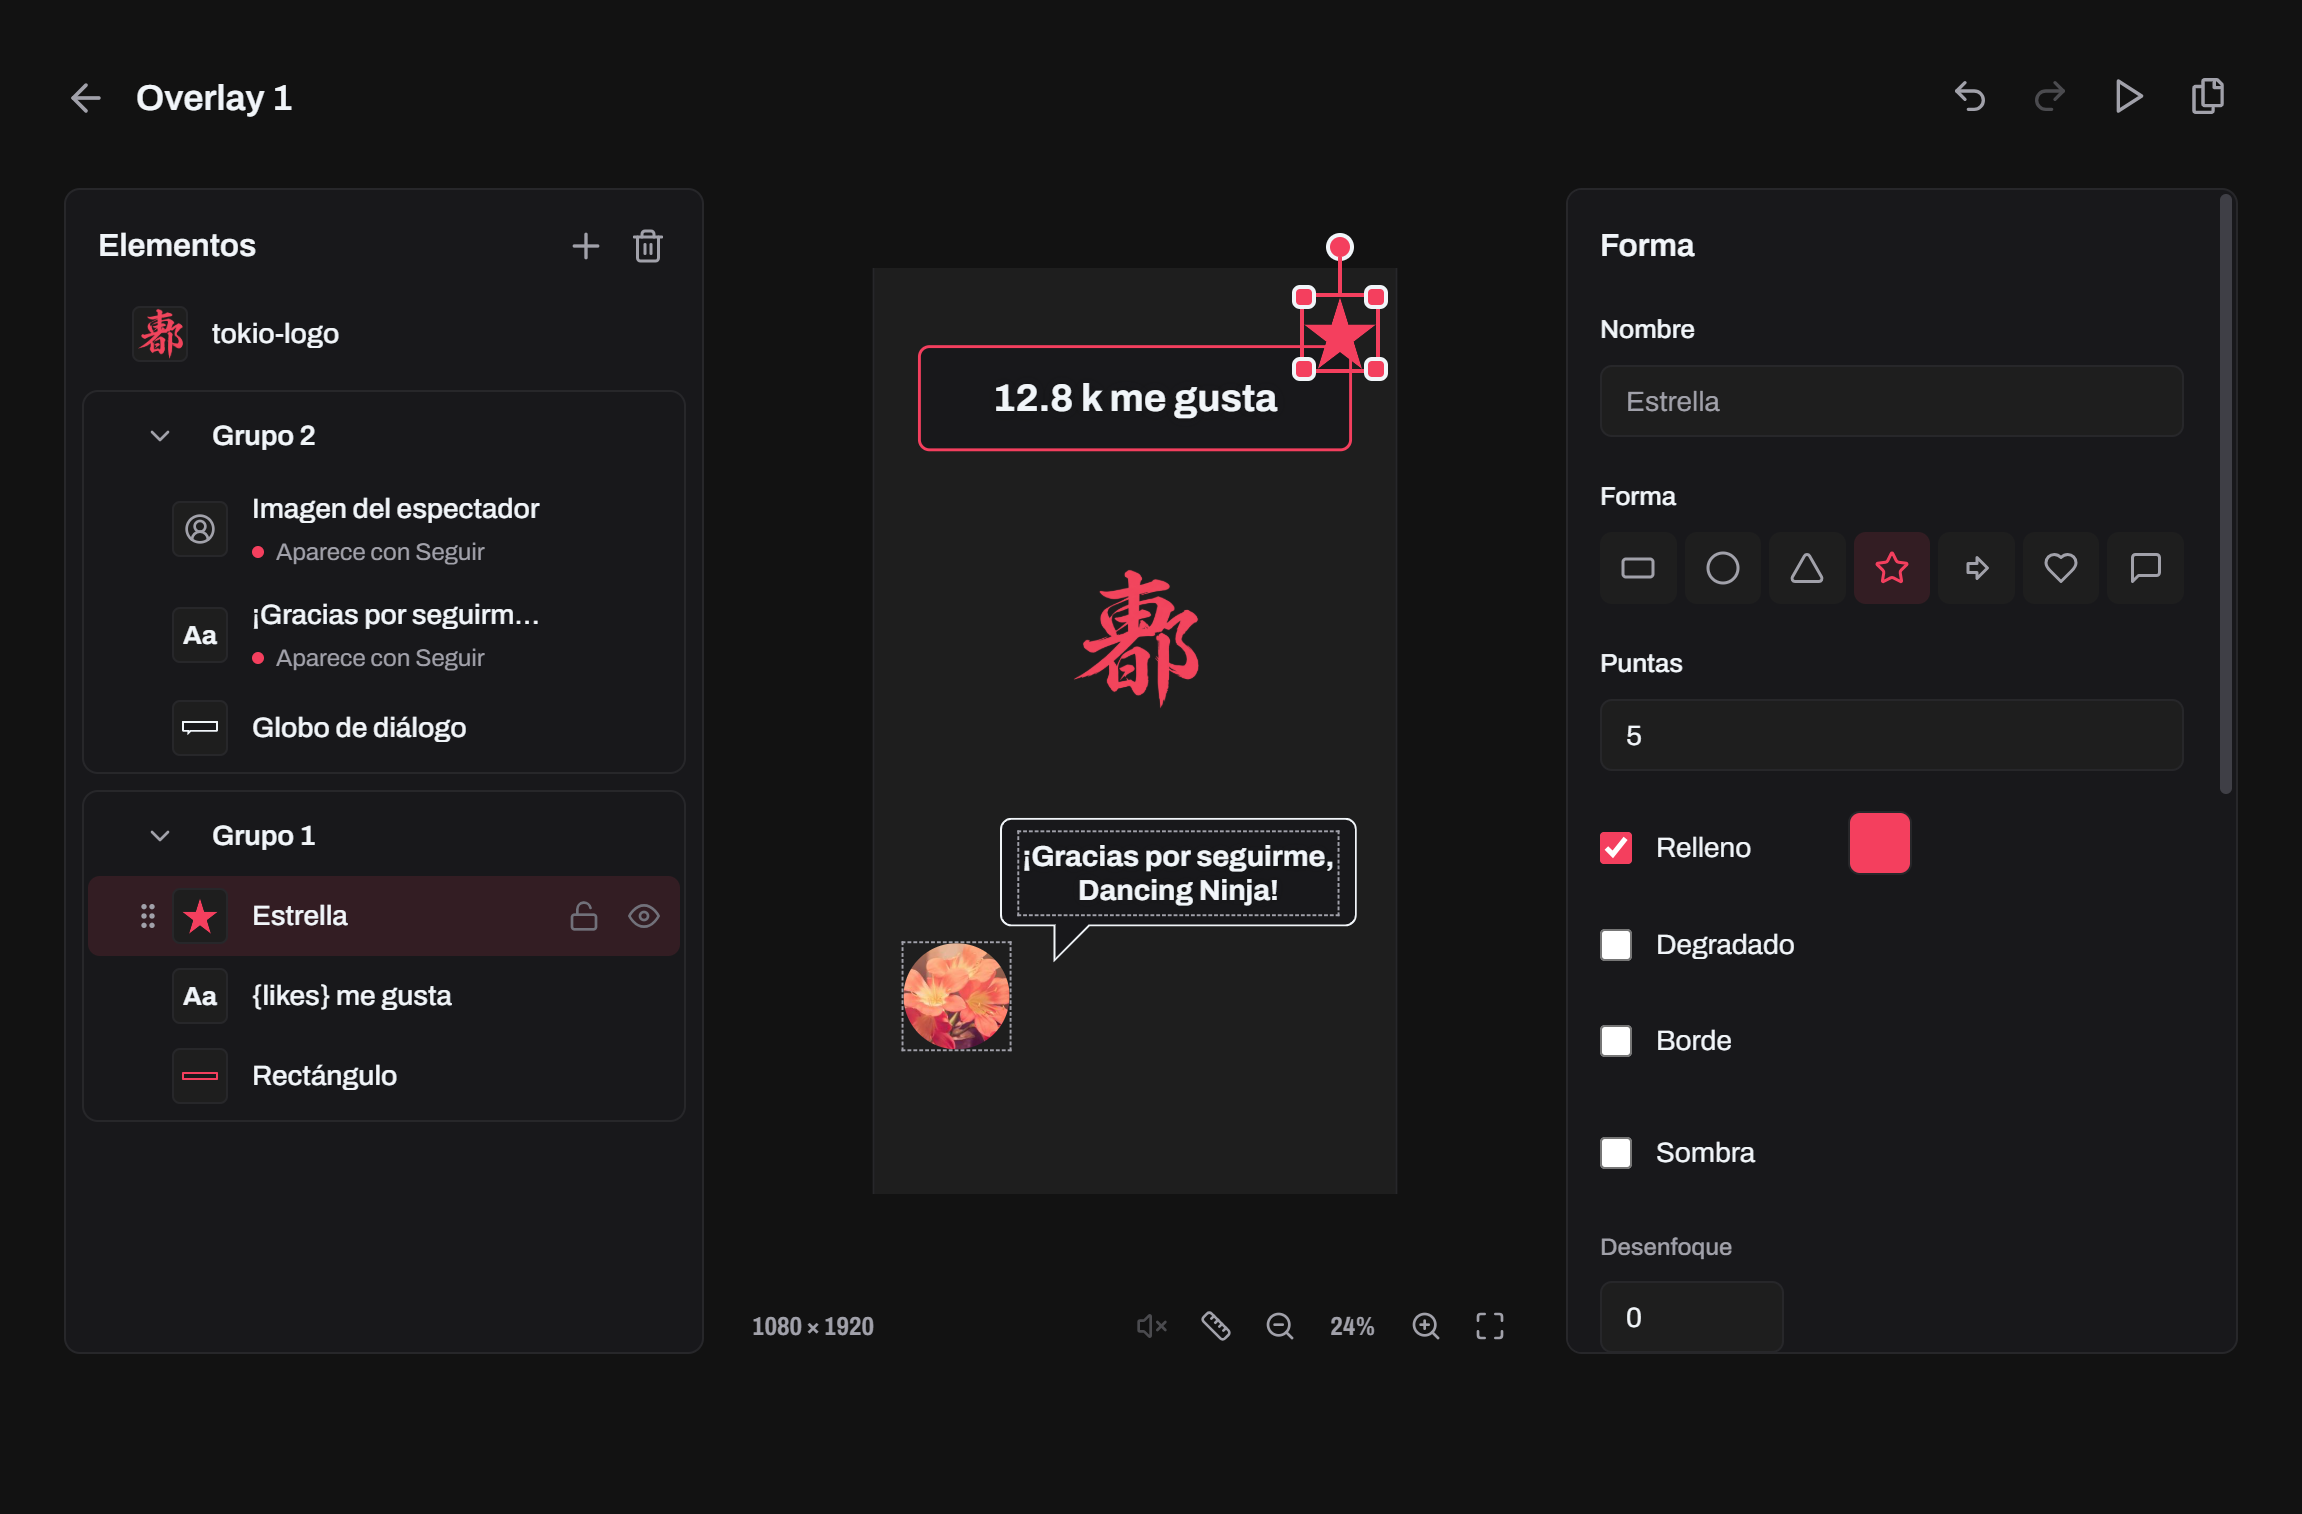 Overlay 1
Elementos
tokio-logo
Grupo 2
Imagen del espectador
Aparece con Seguir
Aa
¡Gracias por seguirm...
Aparece con Seguir
Globo de diálogo
Grupo 1
Estrella
Aa
{likes} me gusta
Rectángulo
12.8 k me gusta
¡Gracias por seguirme,
Dancing Ninja!
1080 × 1920
24%
Forma
Nombre
Estrella
Forma
Puntas
5
Relleno
Degradado
Borde
Sombra
Desenfoque
0